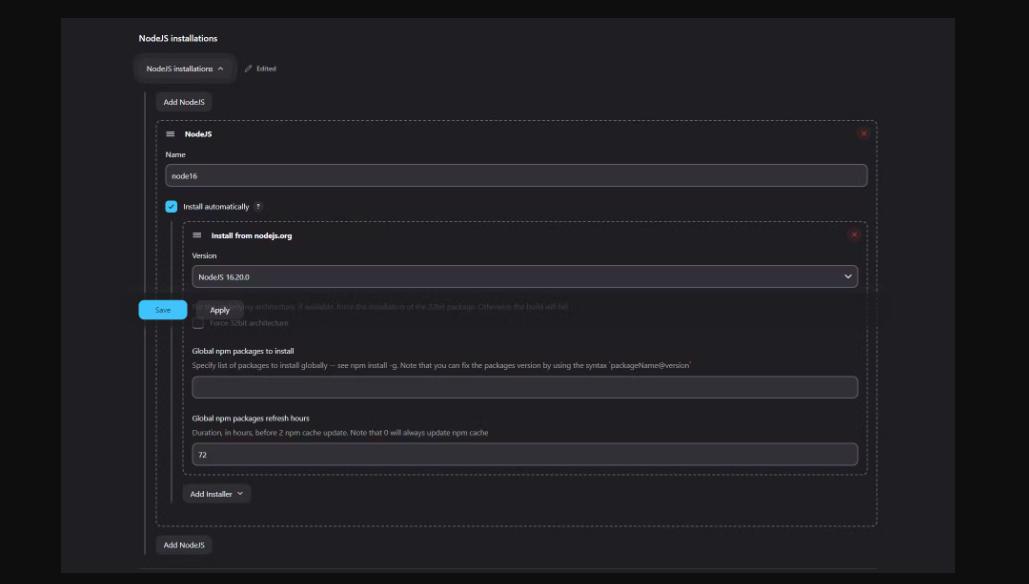 NodeJS installations
NodeJS installations
Edited
Add NodeJS
NodeJS
Name
node16
Install automatically ?
Install from nodejs.org
Version
NodeJS 16.20.0
architecture, if available, force the installation of the 32bit package. Otherwise the build will fail
Save Apply
Force 32bit architecture
Global npm packages to install
Specify list of packages to install globally -- see npm install -g. Note that you can fix the packages version by using the syntax `packageName@version`
Global npm packages refresh hours
Duration, in hours, before 2 npm cache update. Note that 0 will always update npm cache
72
Add Installer
Add NodeJS